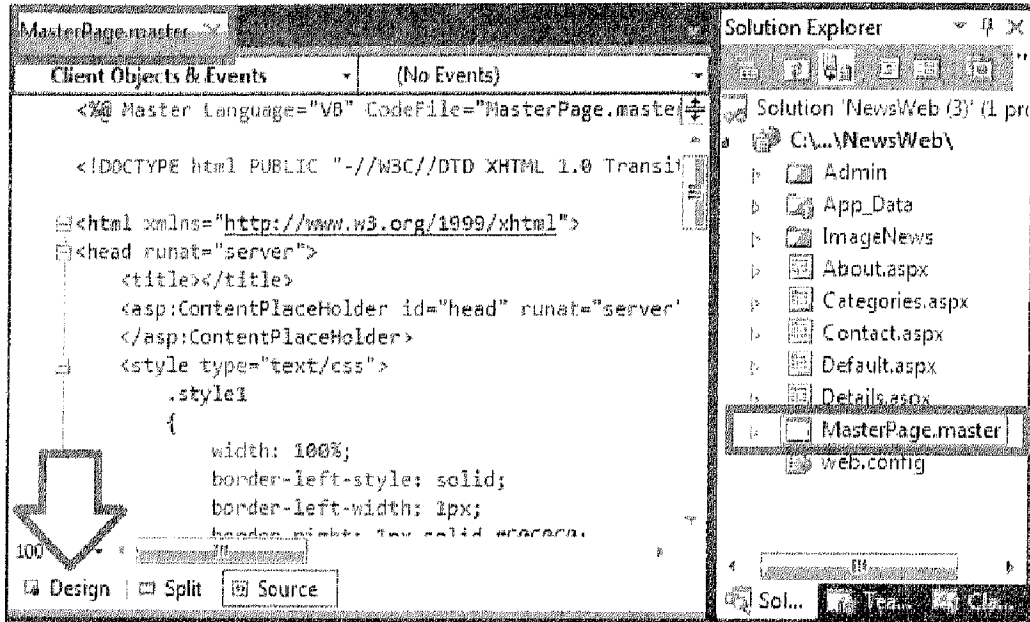 MasterPage.master
Client Objects & Events
(No Events)
<%@ Master Language="VB" CodeFile="MasterPage.maste
<!DOCTYPE html PUBLIC "-//W3C//DTD XHTML 1.0 Transi
<html xmlns="http://www.w3.org/1999/xhtml">
<head runat="server">
<title></title>
<asp:ContentPlaceHolder id="head" runat="server"
</asp:ContentPlaceHolder>
<style type="text/css">
.style1
{
width: 100%;
border-left-style: solid;
border-left-width: 1px;
100
Design
Split
Source
Solution Explorer
Solution 'NewsWeb (3)' (1 pro
C:\...\NewsWeb\
Admin
App_Data
ImageNews
About.aspx
Categories.aspx
Contact.aspx
Default.aspx
Details.aspx
MasterPage.master
web.config
Sol...